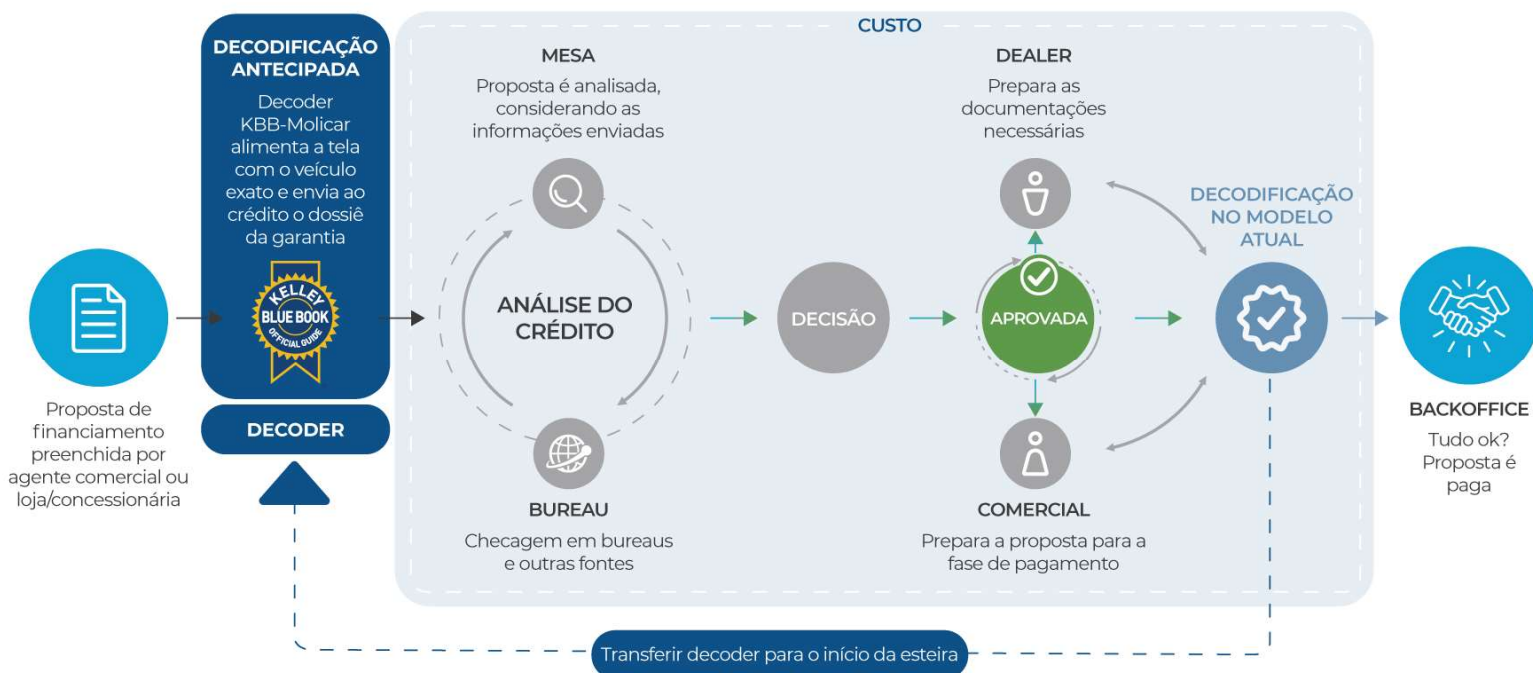 CUSTO
DECODIFICAÇÃO
ANTECIPADA
Decoder
KBB-Molicar
alimenta a tela
com o veículo
exato e envia ao
crédito o dossiê
da garantia
KELLEY
BLUE BOOK
OFFICIAL GUIDE
DECODER
Proposta de
financiamento
preenchida por
agente comercial ou
loja/concessionária
MESA
Proposta é analisada,
considerando as
informações enviadas
ANÁLISE DO
CRÉDITO
BUREAU
Checagem em bureaus
e outras fontes
DECISÃO
DEALER
Prepara as
documentações
necessárias
APROVADA
COMERCIAL
Prepara a proposta para a
fase de pagamento
DECODIFICAÇÃO
NO MODELO
ATUAL
BACKOFFICE
Tudo ok?
Proposta é
paga
Transferir decoder para o início da esteira